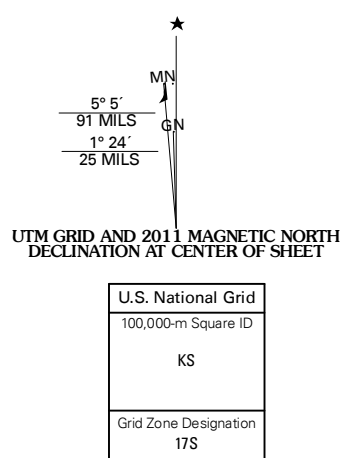 MN
5° 5´
91 MILS
GN
1° 24´
25 MILS
UTM GRID AND 2011 MAGNETIC NORTH
DECLINATION AT CENTER OF SHEET
U.S. National Grid
100,000-m Square ID
KS
Grid Zone Designation
17S